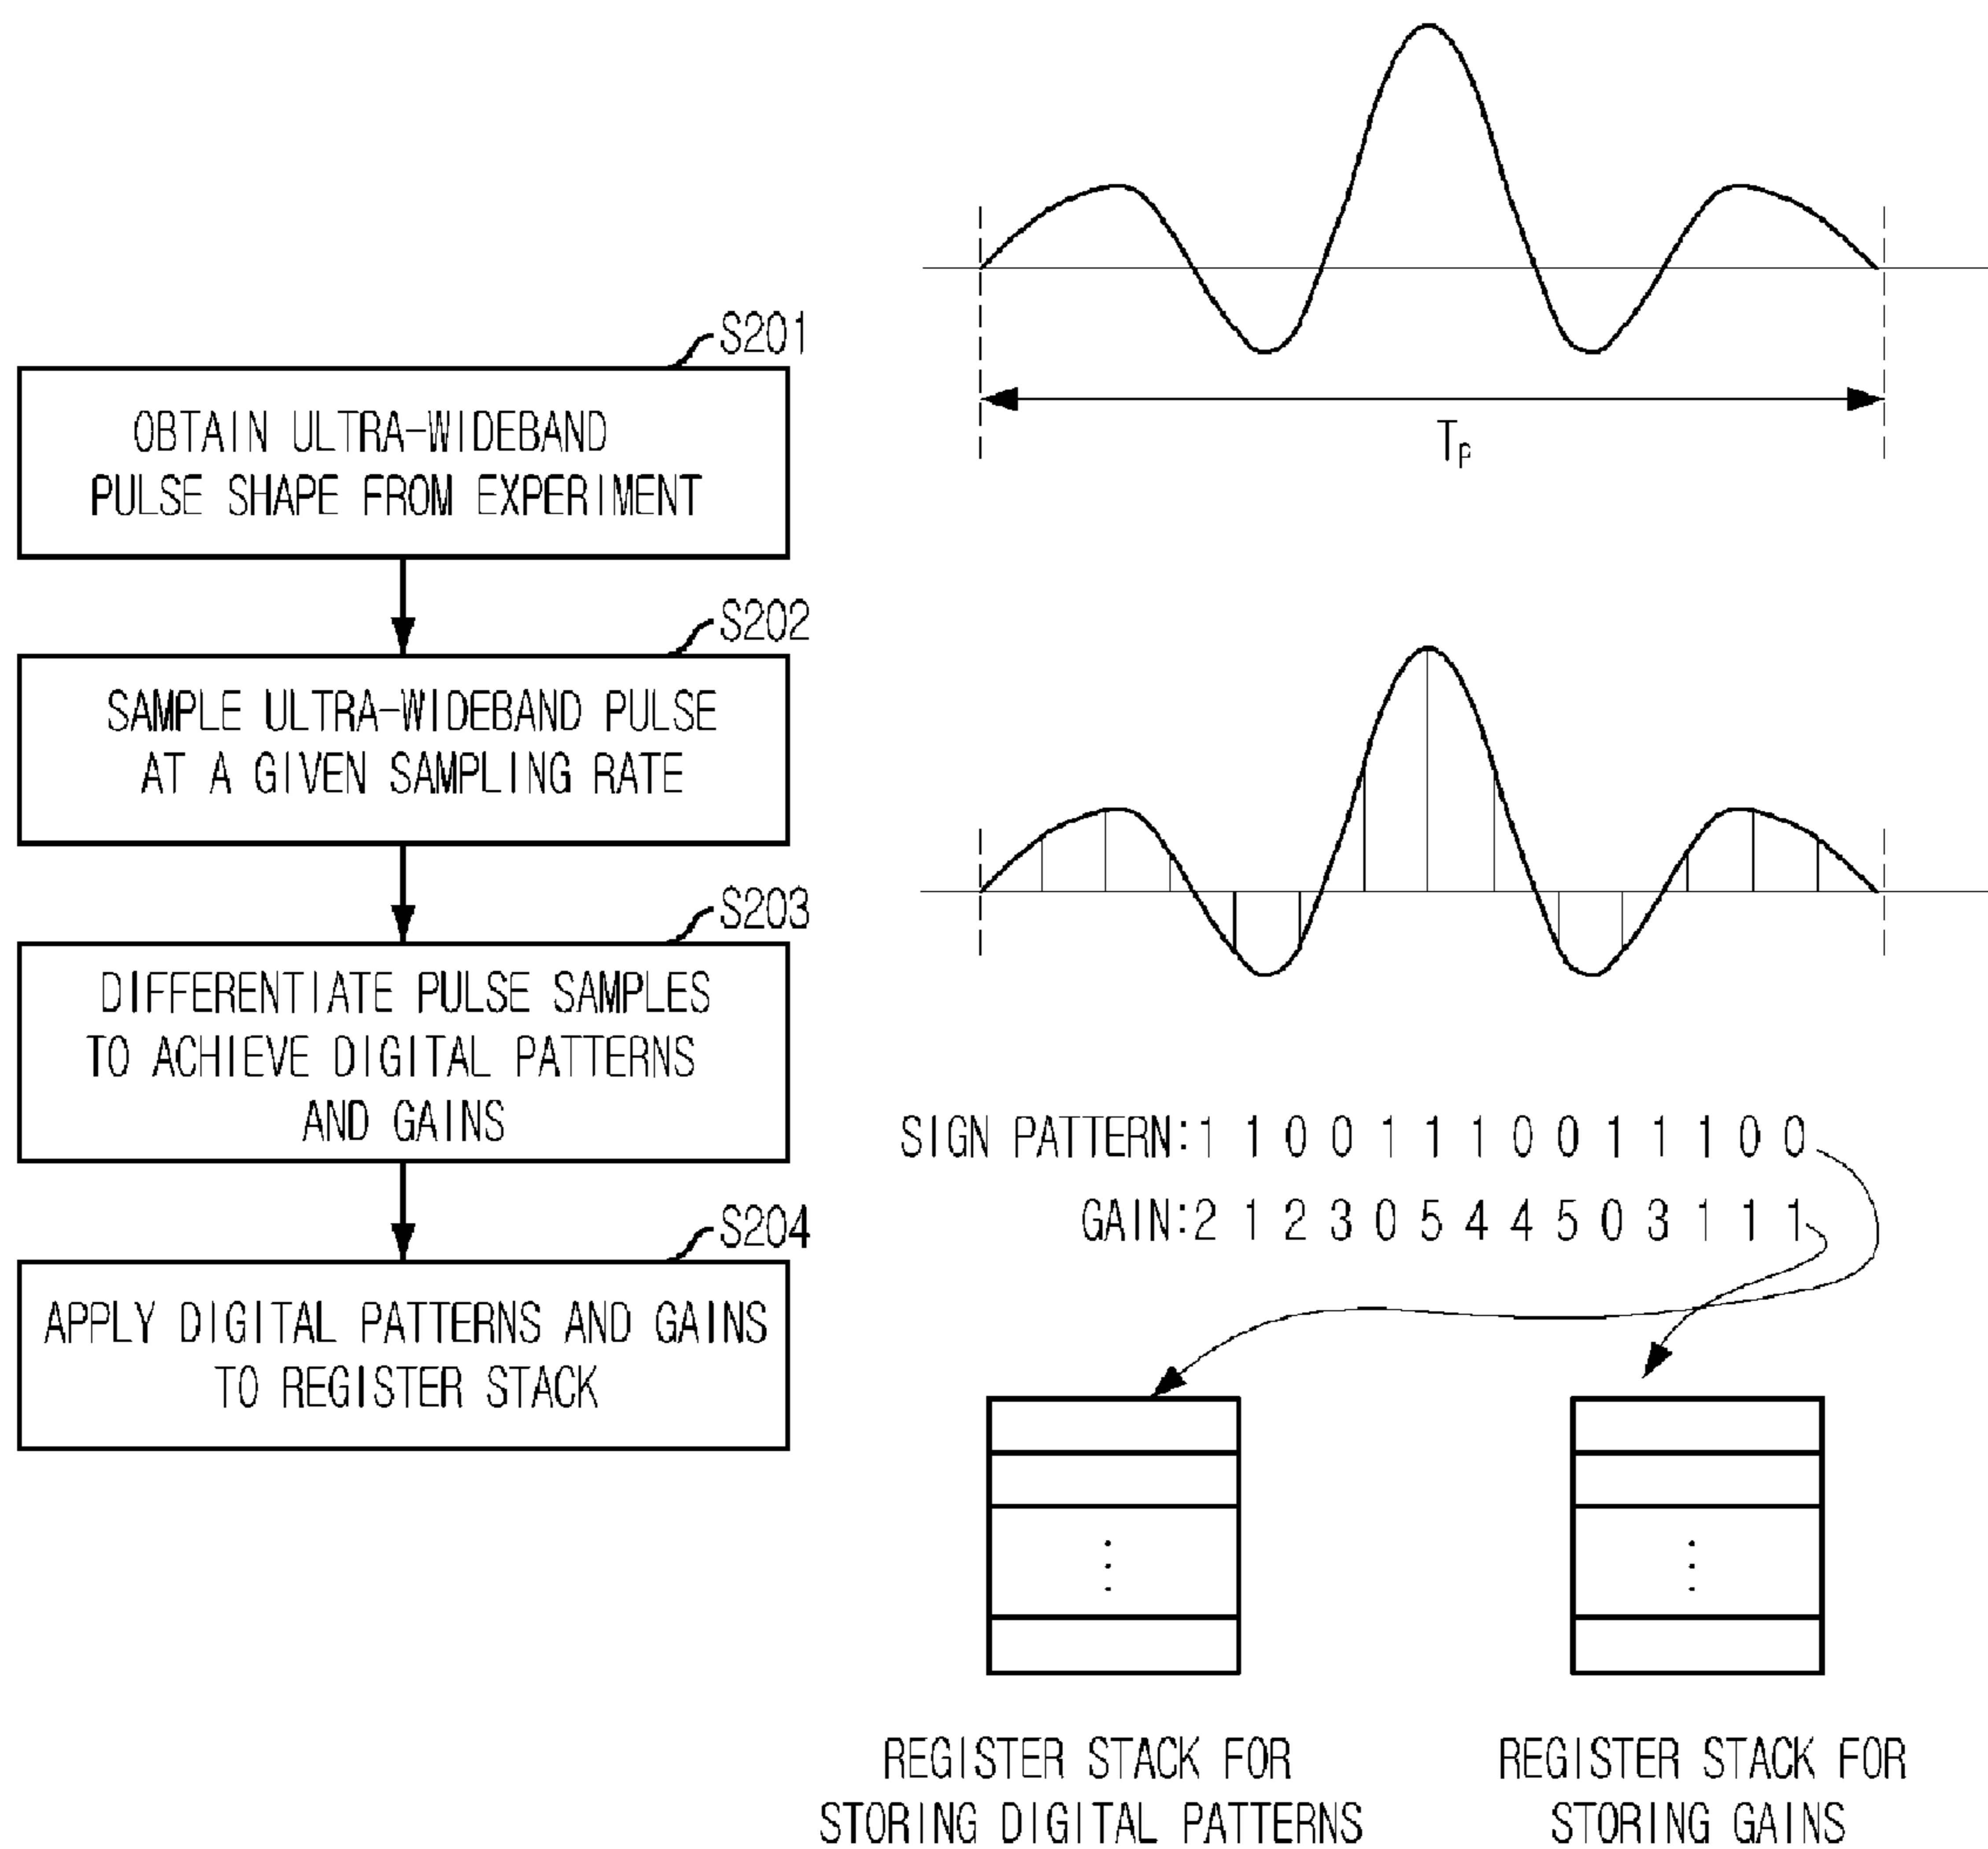 S201
OBTAIN ULTRA-WIDEBAND
PULSE SHAPE FROM EXPERIMENT
Tp
S202
SAMPLE ULTRA-WIDEBAND PULSE
AT A GIVEN SAMPLING RATE
S203
DIFFERENTIATE PULSE SAMPLES
TO ACHIEVE DIGITAL PATTERNS
AND GAINS
SIGN PATTERN:1 1 0 0 1 1 1 0 0 1 1 1 0 0
GAIN:2 1 2 3 0 5 4 4 5 0 3 1 1 1
S204
APPLY DIGITAL PATTERNS AND GAINS
TO REGISTER STACK
REGISTER STACK FOR
STORING DIGITAL PATTERNS
REGISTER STACK FOR
STORING GAINS